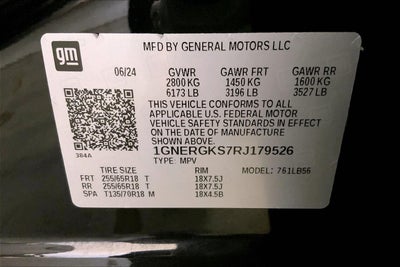 gm
MFD BY GENERAL MOTORS LLC
06/24 GVWR GAWR FRT GAWR RR
2800 KG 1450 KG 1600 KG
6173 LB 3196 LB 3527 LB
THIS VEHICLE CONFORMS TO ALL
APPLICABLE U.S. FEDERAL MOTOR
VEHICLE SAFETY STANDARDS IN
EFFECT ON THE DATE OF
MANUFACTURE SHOWN ABOVE.
384A
1GNERGKS7RJ179526
TYPE: MPV
TIRE SIZE RIM MODEL: 761LB56
FRT 255/65R18 T 18X7.5J
RR 255/65R18 T 18X7.5J
SPA T135/70R18 M 18X4.5B